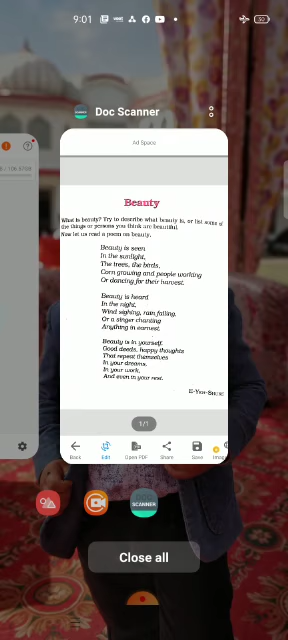 9:01
50
Doc Scanner
Ad Space
Beauty
What is beauty? Try to describe what beauty is, or list some of
the things or persons you think are beautiful.
Now let us read a poem on beauty.
Beauty is seen
In the sunlight,
The trees, the birds,
Corn growing and people working
Or dancing for their harvest.
Beauty is heard
In the night,
Wind sighing, rain falling,
Or a singer chanting
Anything in earnest.
Beauty is in yourself.
Good deeds, happy thoughts
That repeat themselves
In your dreams,
In your work,
And even in your rest.
E-Yeh-Shure
1/1
Back
Edit
Open PDF
Share
Save
SCANNER
Close all